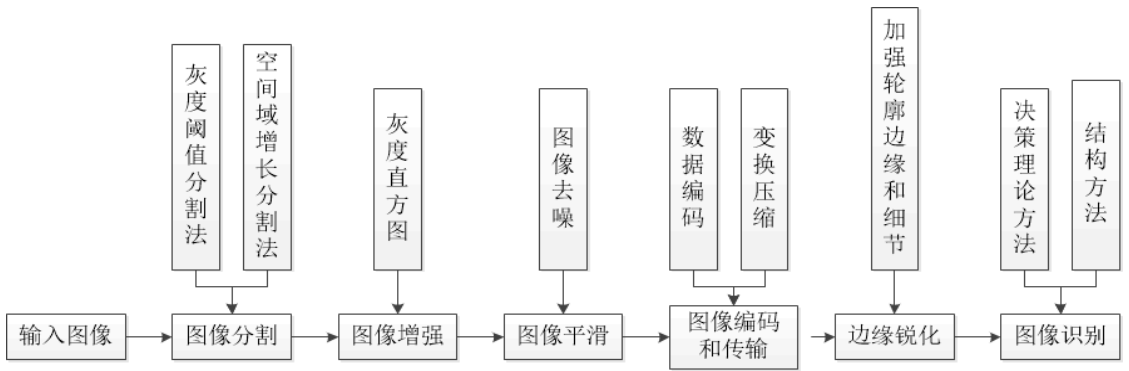 灰度阈值分割法
空间域增长分割法
灰度直方图
图像去噪
数据编码
变换压缩
加强轮廓边缘和细节
决策理论方法
结构方法
输入图像
图像分割
图像增强
图像平滑
图像编码
和传输
边缘锐化
图像识别